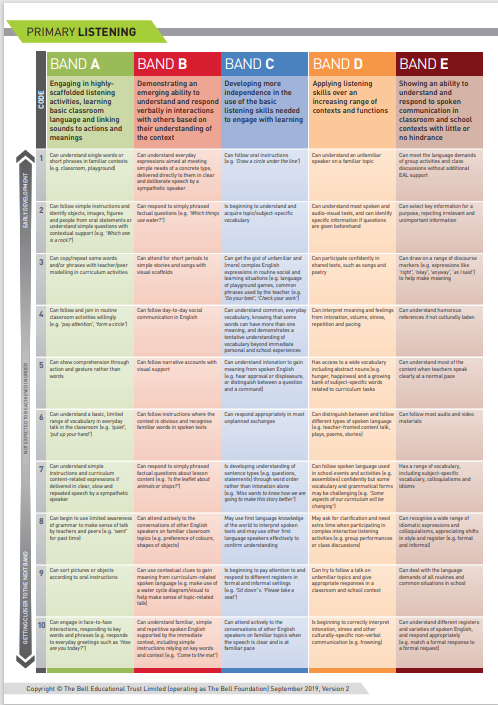 PRIMARY LISTENING
CODE
BAND A
Engaging in highly-
scaffolded listening
activities, learning
basic classroom
language and linking
sounds to actions and
meanings
BAND B
Demonstrating an
emerging ability to
understand and respond
verbally in interactions
with others based on
their understanding of
the context
BAND C
Developing more
independence in the
use of the basic
listening skills needed
to engage with learning
BAND D
Applying listening
skills over an
increasing range of
contexts and functions
BAND E
Showing an ability to
understand and
respond to spoken
communication in
classroom and school
contexts with little or
no hindrance
EARLY DEVELOPMENT
NOT EXPECTED TO BE ACHIEVED IN ORDER
GETTING CLOSER TO THE NEXT BAND
1
Can understand single words or
short phrases in familiar contexts
(e.g. classroom, playground)
Can understand everyday
expressions aimed at meeting
simple needs of a concrete type,
delivered directly to them in clear
and deliberate speech by a
sympathetic speaker
Can follow oral instructions
(e.g. 'Draw a circle under the line')
Can understand an unfamiliar
speaker on a familiar topic
Can meet the language demands
of group activities and class
discussions without additional
EAL support
2
Can follow simple instructions and
identify objects, images, figures
and people from oral statements or
understand simple questions with
contextual support (e.g. 'Which one
is a rock?')
Can respond to simply phrased
factual questions (e.g. 'Which things
use water?')
Is beginning to understand and
acquire topic/subject-specific
vocabulary
Can understand most spoken and
audio-visual texts, and can identify
specific information if questions
are given beforehand
Can select key information for a
purpose, rejecting irrelevant and
unimportant information
3
Can copy/repeat some words
and/or phrases with teacher/peer
modelling in curriculum activities
Can attend for short periods to
simple stories and songs with
visual scaffolds
Can get the gist of unfamiliar and
(more) complex English
expressions in routine social and
learning situations (e.g. language
of playground games, common
phrases used by the teacher (e.g.
'Do your best', 'Check your work')
Can participate confidently in
shared texts, such as songs and
poetry
Can draw on a range of discourse
markers (e.g. expressions like
'right', 'okay', 'anyway', 'as I said')
to help make meaning
4
Can follow and join in routine
classroom activities willingly
(e.g. 'pay attention', 'form a circle')
Can follow day-to-day social
communication in English
Can understand common, everyday
vocabulary, knowing that some
words can have more than one
meaning, and demonstrates a
tentative understanding of
vocabulary beyond immediate
personal and school experiences
Can interpret meaning and feelings
from intonation, volume, stress,
repetition and pacing
Can understand humorous
references if not culturally laden
5
Can show comprehension through
action and gesture rather than
words
Can follow narrative accounts with
visual support
Can understand intonation to gain
meaning from spoken English
(e.g. hear approval or displeasure,
or distinguish between a question
and a command)
Has access to a wide vocabulary
including abstract nouns (e.g.
hunger, happiness) and a growing
bank of subject-specific words
related to curriculum tasks
Can understand most of the
content when teachers speak
clearly at a normal pace
6
Can understand a basic, limited
range of vocabulary in everyday
talk in the classroom (e.g. 'quiet',
'put up your hand')
Can follow instructions where the
context is obvious and recognise
familiar words in spoken texts
Can respond appropriately in most
unplanned exchanges
Can distinguish between and follow
different types of spoken language
(e.g. teacher-fronted content talk,
plays, poems, stories)
Can follow most audio and video
materials
7
Can understand simple
instructions and curriculum
content-related expressions if
delivered in clear, slow and
repeated speech by a sympathetic
speaker
Can respond to simply phrased
factual questions about lesson
content (e.g. 'Is the leaflet about
animals or shops?')
Is developing understanding of
sentence types (e.g. questions,
statements) through word order
rather than intonation alone
(e.g. 'Miss wants to know how we are
going to make this story better')
Can follow spoken language used
in school events and activities (e.g.
assemblies) confidently but some
vocabulary and grammatical forms
may be challenging (e.g. 'Some
aspects of our curriculum will be
changing')
Has a range of vocabulary,
including subject-specific
vocabulary, colloquialisms and
idioms
8
Can begin to use limited awareness
of grammar to make sense of talk
by teachers and peers (e.g. 'went'
for past time)
Can attend actively to the
conversations of other English
speakers on familiar classroom
topics (e.g. preference of colours,
shapes of objects)
May use first language knowledge
of the world to interpret spoken
texts and may use other first
language speakers effectively to
confirm understanding
May ask for clarification and need
extra time when participating in
complex interactive listening
activities (e.g. group performances
or class discussions)
Can recognise a wide range of
idiomatic expressions and
colloquialisms, appreciating shifts
in style and register (e.g. formal
and informal)
9
Can sort pictures or objects
according to oral instructions
Can use contextual clues to gain
meaning from curriculum-related
spoken language (e.g. make use of
a water cycle diagram/visual to
help make sense of topic-related
talk)
Is beginning to pay attention to and
respond to different registers in
formal and informal settings
(e.g. 'Sit down' v. 'Please take a
seat')
Can try to follow a talk on
unfamiliar topics and give
appropriate responses in a
classroom and school context
Can deal with the language
demands of all routines and
common situations in school
10
Can engage in face-to-face
interactions, responding to key
words and phrases (e.g. responds
to everyday greetings such as 'How
are you today?')
Can understand familiar, simple
and repetitive spoken English
supported by the immediate
context, including simple
instructions relying on key words
and context (e.g. 'Come to the mat')
Can attend actively to the
conversations of other English
speakers on familiar topics when
the speech is clear and is at
familiar pace
Is beginning to correctly interpret
intonation, stress and other
culturally-specific non-verbal
communication (e.g. frowning)
Can understand different registers
and varieties of spoken English,
and respond appropriately
(e.g. match a formal response to
a formal request)
Copyright © The Bell Educational Trust Limited (operating as The Bell Foundation) September 2019, Version 2